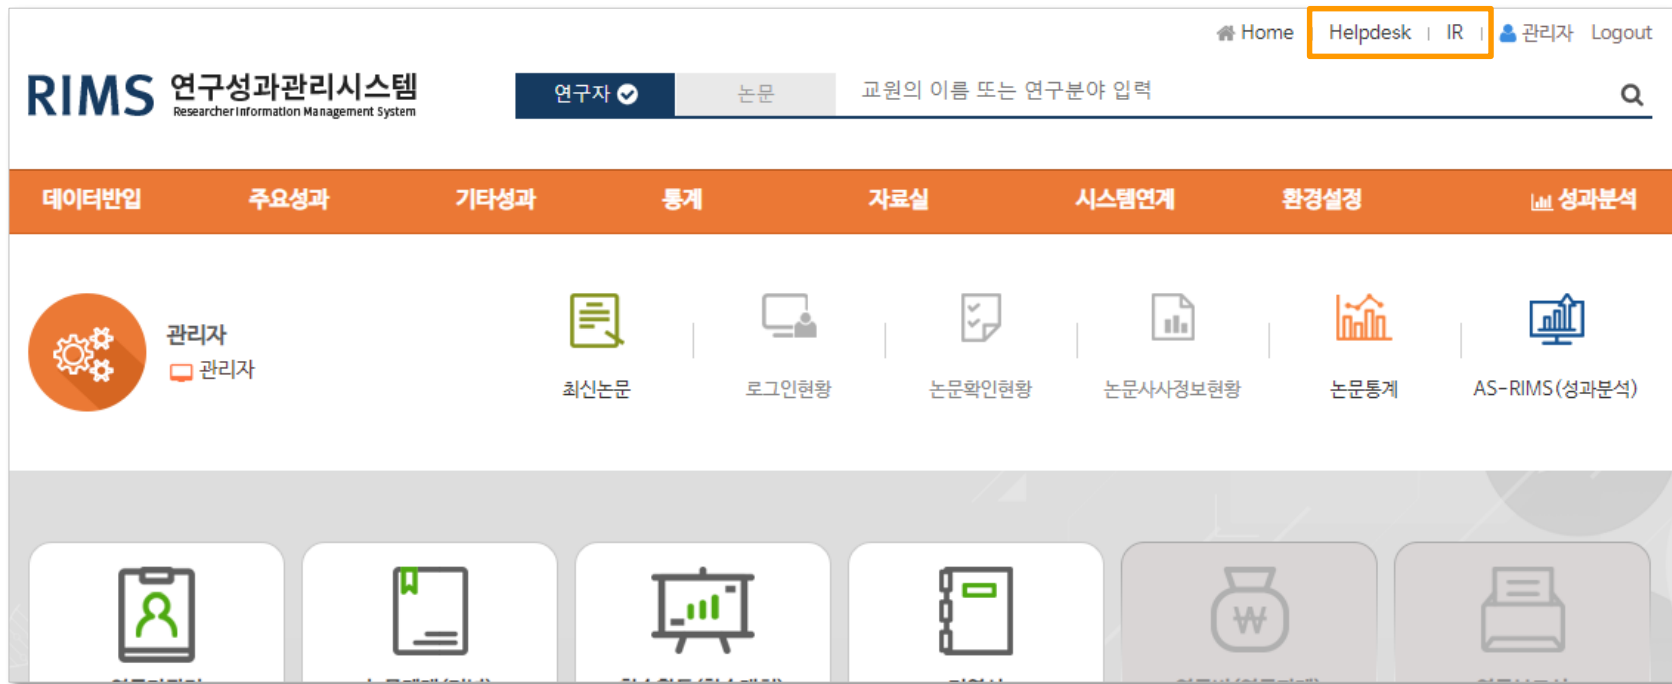 Home | Helpdesk | IR | 관리자 Logout
RIMS 연구성과관리시스템
Researcher Information Management System
연구자 논문 교원의 이름 또는 연구분야 입력
데이터반입 주요성과 기타성과 통계 자료실 시스템연계 환경설정 성과분석
관리자
관리자
최신논문 로그인현황 논문확인현황 논문사사정보현황 논문통계 AS-RIMS(성과분석)